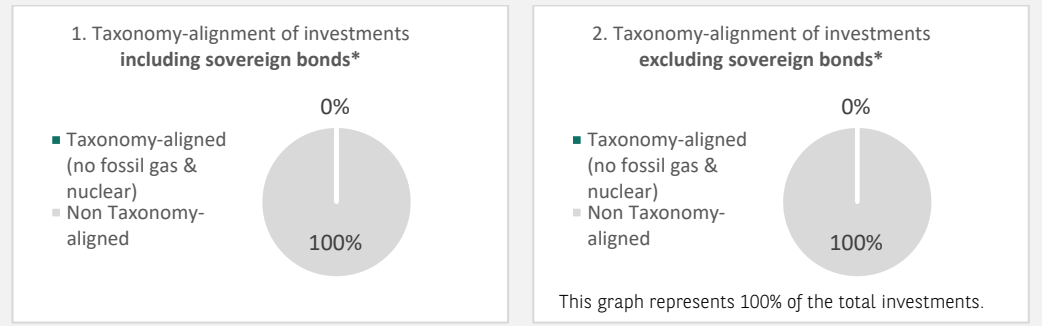 1. Taxonomy-alignment of investments
including sovereign bonds*
0%
Taxonomy-aligned
(no fossil gas &
nuclear)
Non Taxonomy-
aligned
100%
2. Taxonomy-alignment of investments
excluding sovereign bonds*
0%
Taxonomy-aligned
(no fossil gas &
nuclear)
Non Taxonomy-
aligned
100%
This graph represents 100% of the total investments.